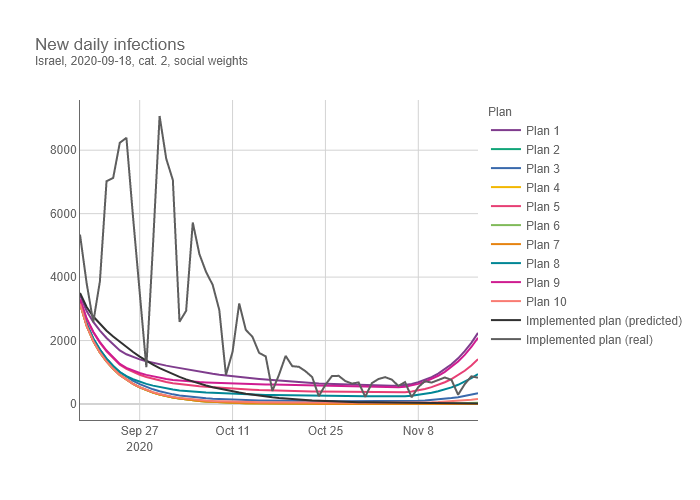 New daily infections
Israel, 2020-09-18, cat. 2, social weights
Plan
Plan 1
Plan 2
Plan 3
Plan 4
Plan 5
Plan 6
Plan 7
Plan 8
Plan 9
Plan 10
Implemented plan (predicted)
Implemented plan (real)
8000
6000
4000
2000
0
Sep 27
2020
Oct 11
Oct 25
Nov 8